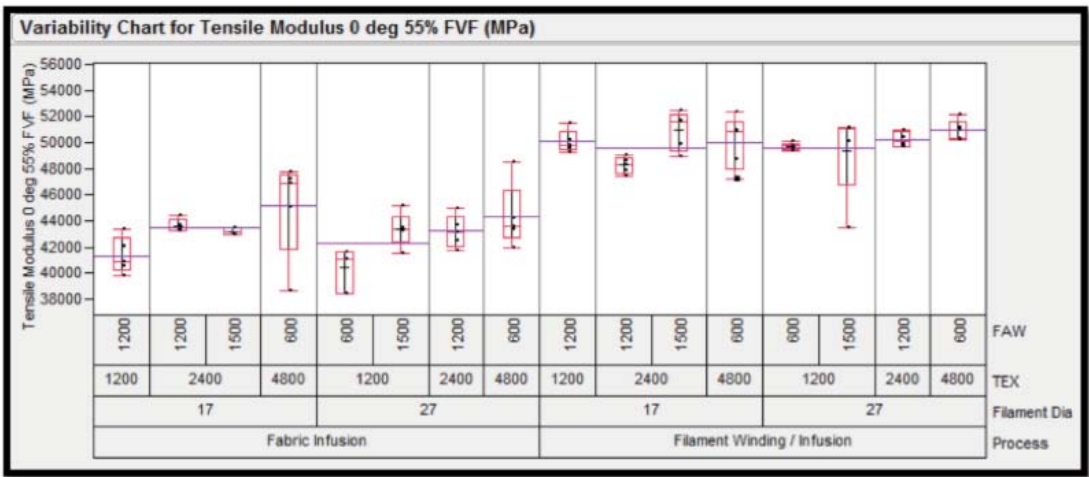 Variability Chart for Tensile Modulus 0 deg 55% FVF (MPa)
Tensile Modulus 0 deg 55% FVF (MPa)
56000
54000
52000
50000
48000
46000
44000
42000
40000
38000
1200 1200 1500 600 600 1500 1200 600 1200 1200 1500 600 600 1500 1200 600 FAW
1200 2400 4800 1200 2400 4800 1200 2400 4800 1200 2400 4800 TEX
17 27 17 27 Filament Dia
Fabric Infusion Filament Winding / Infusion Process